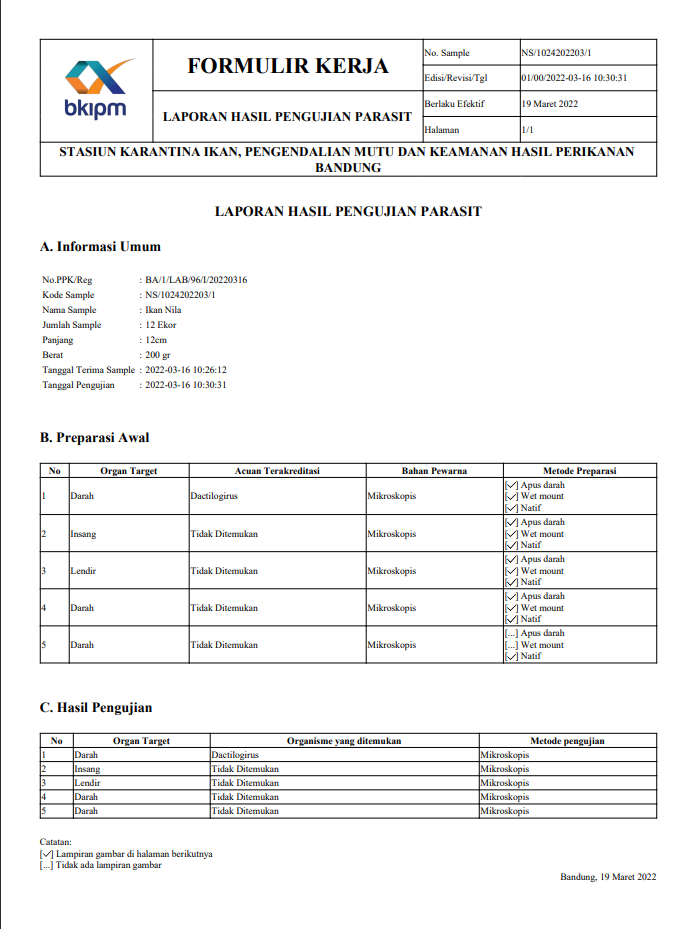 bkipm
FORMULIR KERJA
LAPORAN HASIL PENGUJIAN PARASIT
No. Sample NS/1024202203/1
Edisi/Revisi/Tgl 01/00/2022-03-16 10:30:31
Berlaku Efektif 19 Maret 2022
Halaman 1/1
STASIUN KARANTINA IKAN, PENGENDALIAN MUTU DAN KEAMANAN HASIL PERIKANAN
BANDUNG
LAPORAN HASIL PENGUJIAN PARASIT
A. Informasi Umum
No.PPK/Reg : BA/1/LAB/96/I/20220316
Kode Sample : NS/1024202203/1
Nama Sample : Ikan Nila
Jumlah Sample : 12 Ekor
Panjang : 12cm
Berat : 200 gr
Tanggal Terima Sample : 2022-03-16 10:26:12
Tanggal Pengujian : 2022-03-16 10:30:31
B. Preparasi Awal
No Organ Target Acuan Terakreditasi Bahan Pewarna Metode Preparasi
1 Darah Dactilogirus Mikroskopis [✓] Apus darah
[✓] Wet mount
[✓] Natif
2 Insang Tidak Ditemukan Mikroskopis [✓] Apus darah
[✓] Wet mount
[✓] Natif
3 Lendir Tidak Ditemukan Mikroskopis [✓] Apus darah
[✓] Wet mount
[✓] Natif
4 Darah Tidak Ditemukan Mikroskopis [✓] Apus darah
[✓] Wet mount
[✓] Natif
5 Darah Tidak Ditemukan Mikroskopis [...] Apus darah
[...] Wet mount
[✓] Natif
C. Hasil Pengujian
No Organ Target Organisme yang ditemukan Metode pengujian
1 Darah Dactilogirus Mikroskopis
2 Insang Tidak Ditemukan Mikroskopis
3 Lendir Tidak Ditemukan Mikroskopis
4 Darah Tidak Ditemukan Mikroskopis
5 Darah Tidak Ditemukan Mikroskopis
Catatan:
[✓] Lampiran gambar di halaman berikutnya
[...] Tidak ada lampiran gambar
Bandung, 19 Maret 2022